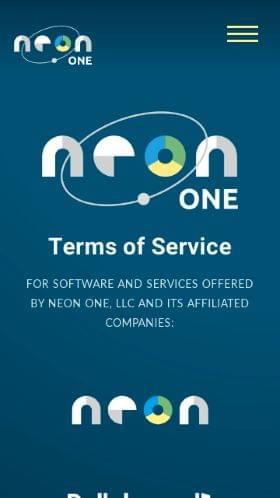 neon
ONE
neon
ONE
Terms of Service
FOR SOFTWARE AND SERVICES OFFERED
BY NEON ONE, LLC AND ITS AFFILIATED
COMPANIES:
neon